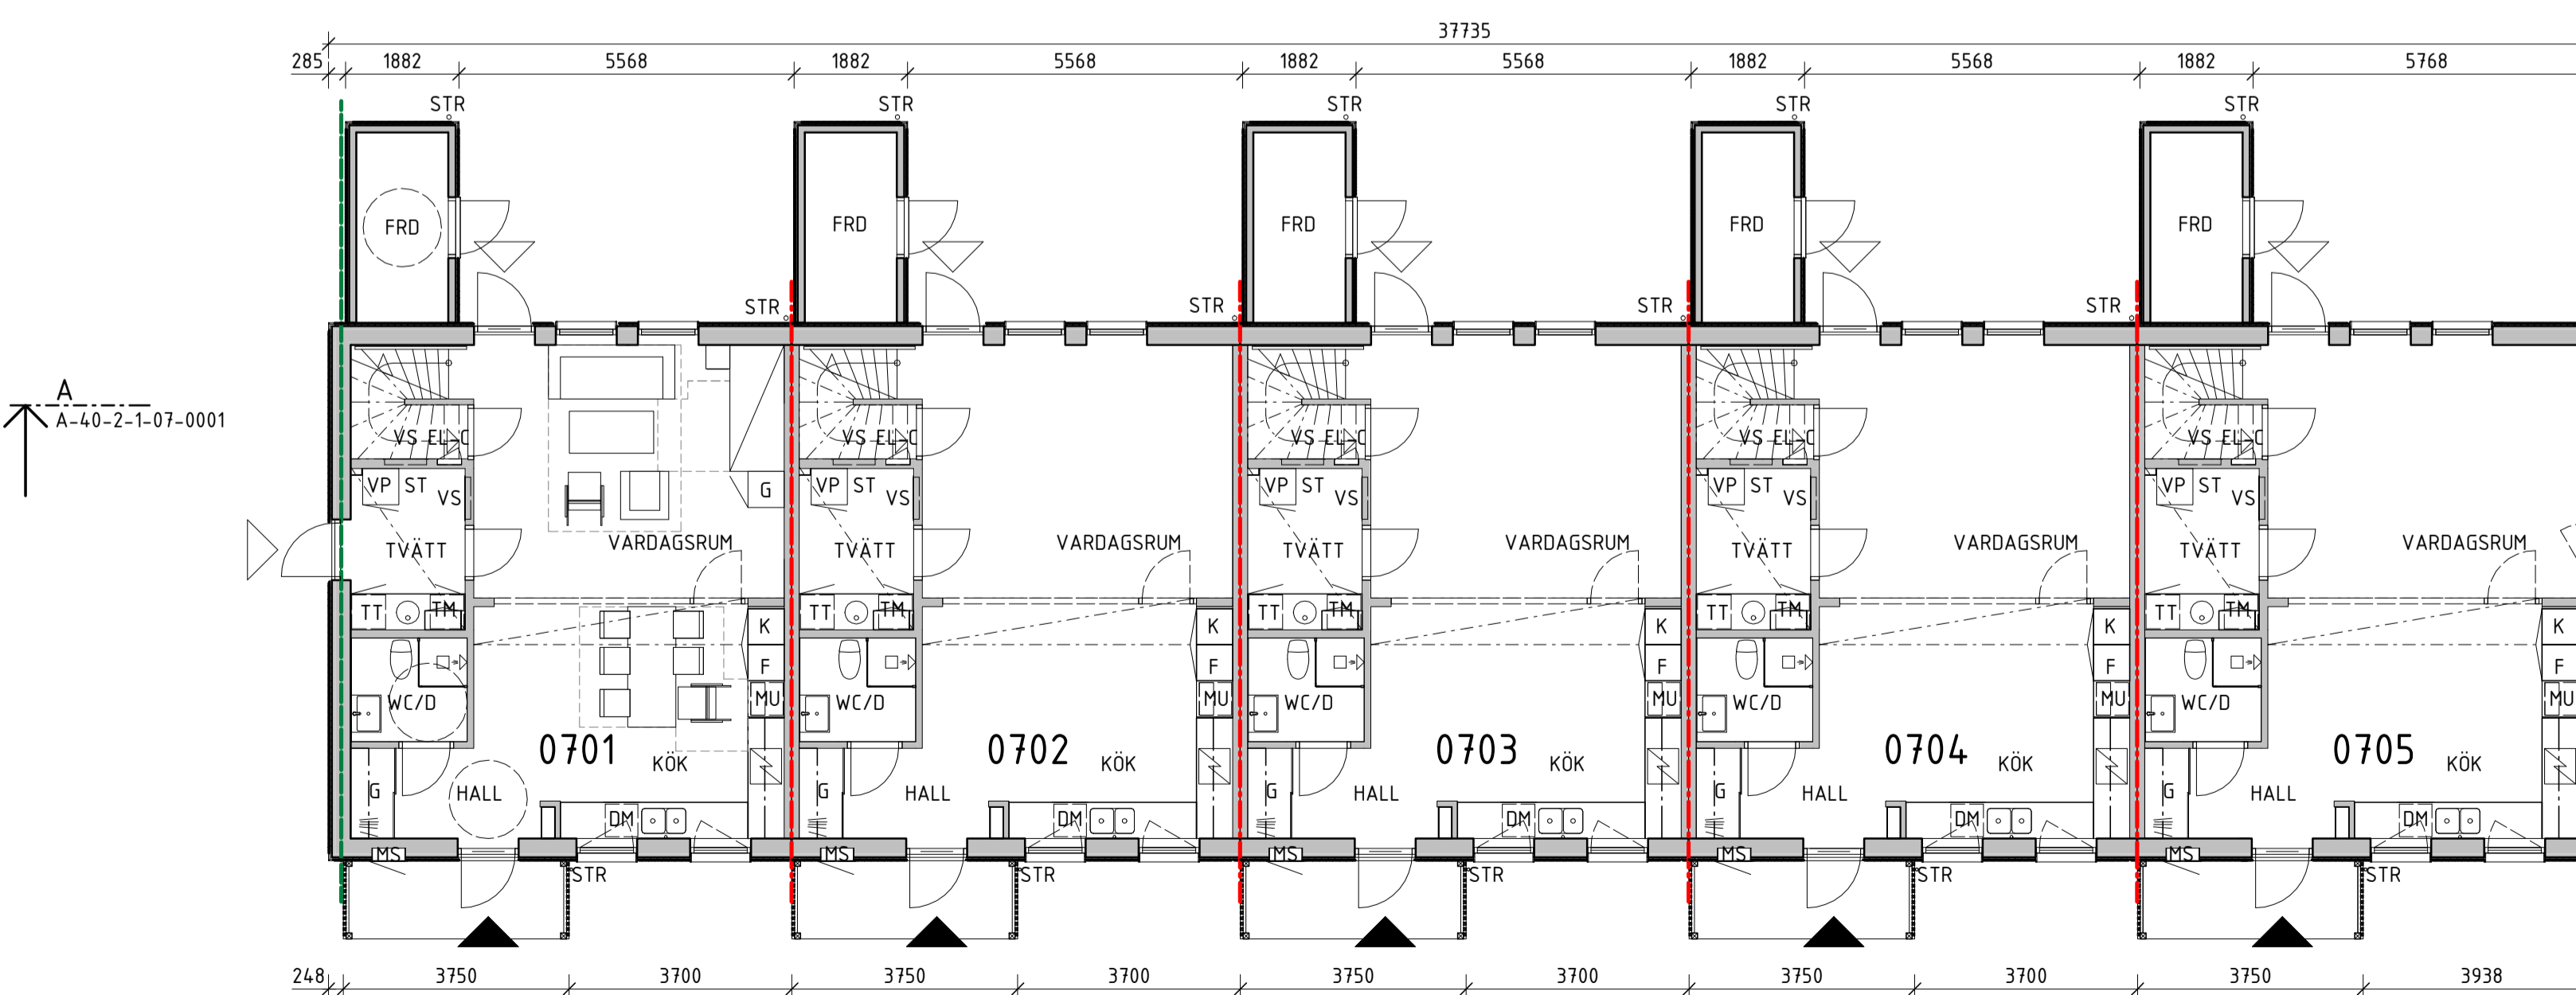 37735
285 1882 5568 1882 5568 1882 5568 1882 5568 1882 5768
STR STR STR STR STR
FRD FRD FRD FRD FRD
STR STR STR STR
A
A-40-2-1-07-0001
VS EL-C VS EL-C VS EL-C VS EL-C VS EL-C
VP ST VS G VP ST VS VP ST VS VP ST VS VP ST VS
TVÄTT VARDAGSRUM TVÄTT VARDAGSRUM TVÄTT VARDAGSRUM TVÄTT VARDAGSRUM TVÄTT VARDAGSRUM
TT TM K TT TM K TT TM K TT TM K TT TM K
F F F F F
WC/D MU WC/D MU WC/D MU WC/D MU WC/D MU
0701 KÖK 0702 KÖK 0703 KÖK 0704 KÖK 0705 KÖK
G HALL G HALL G HALL G HALL G HALL
DM DM DM DM DM
MS MS MS MS MS
STR STR STR STR STR
248 3750 3700 3750 3700 3750 3700 3750 3700 3750 3938